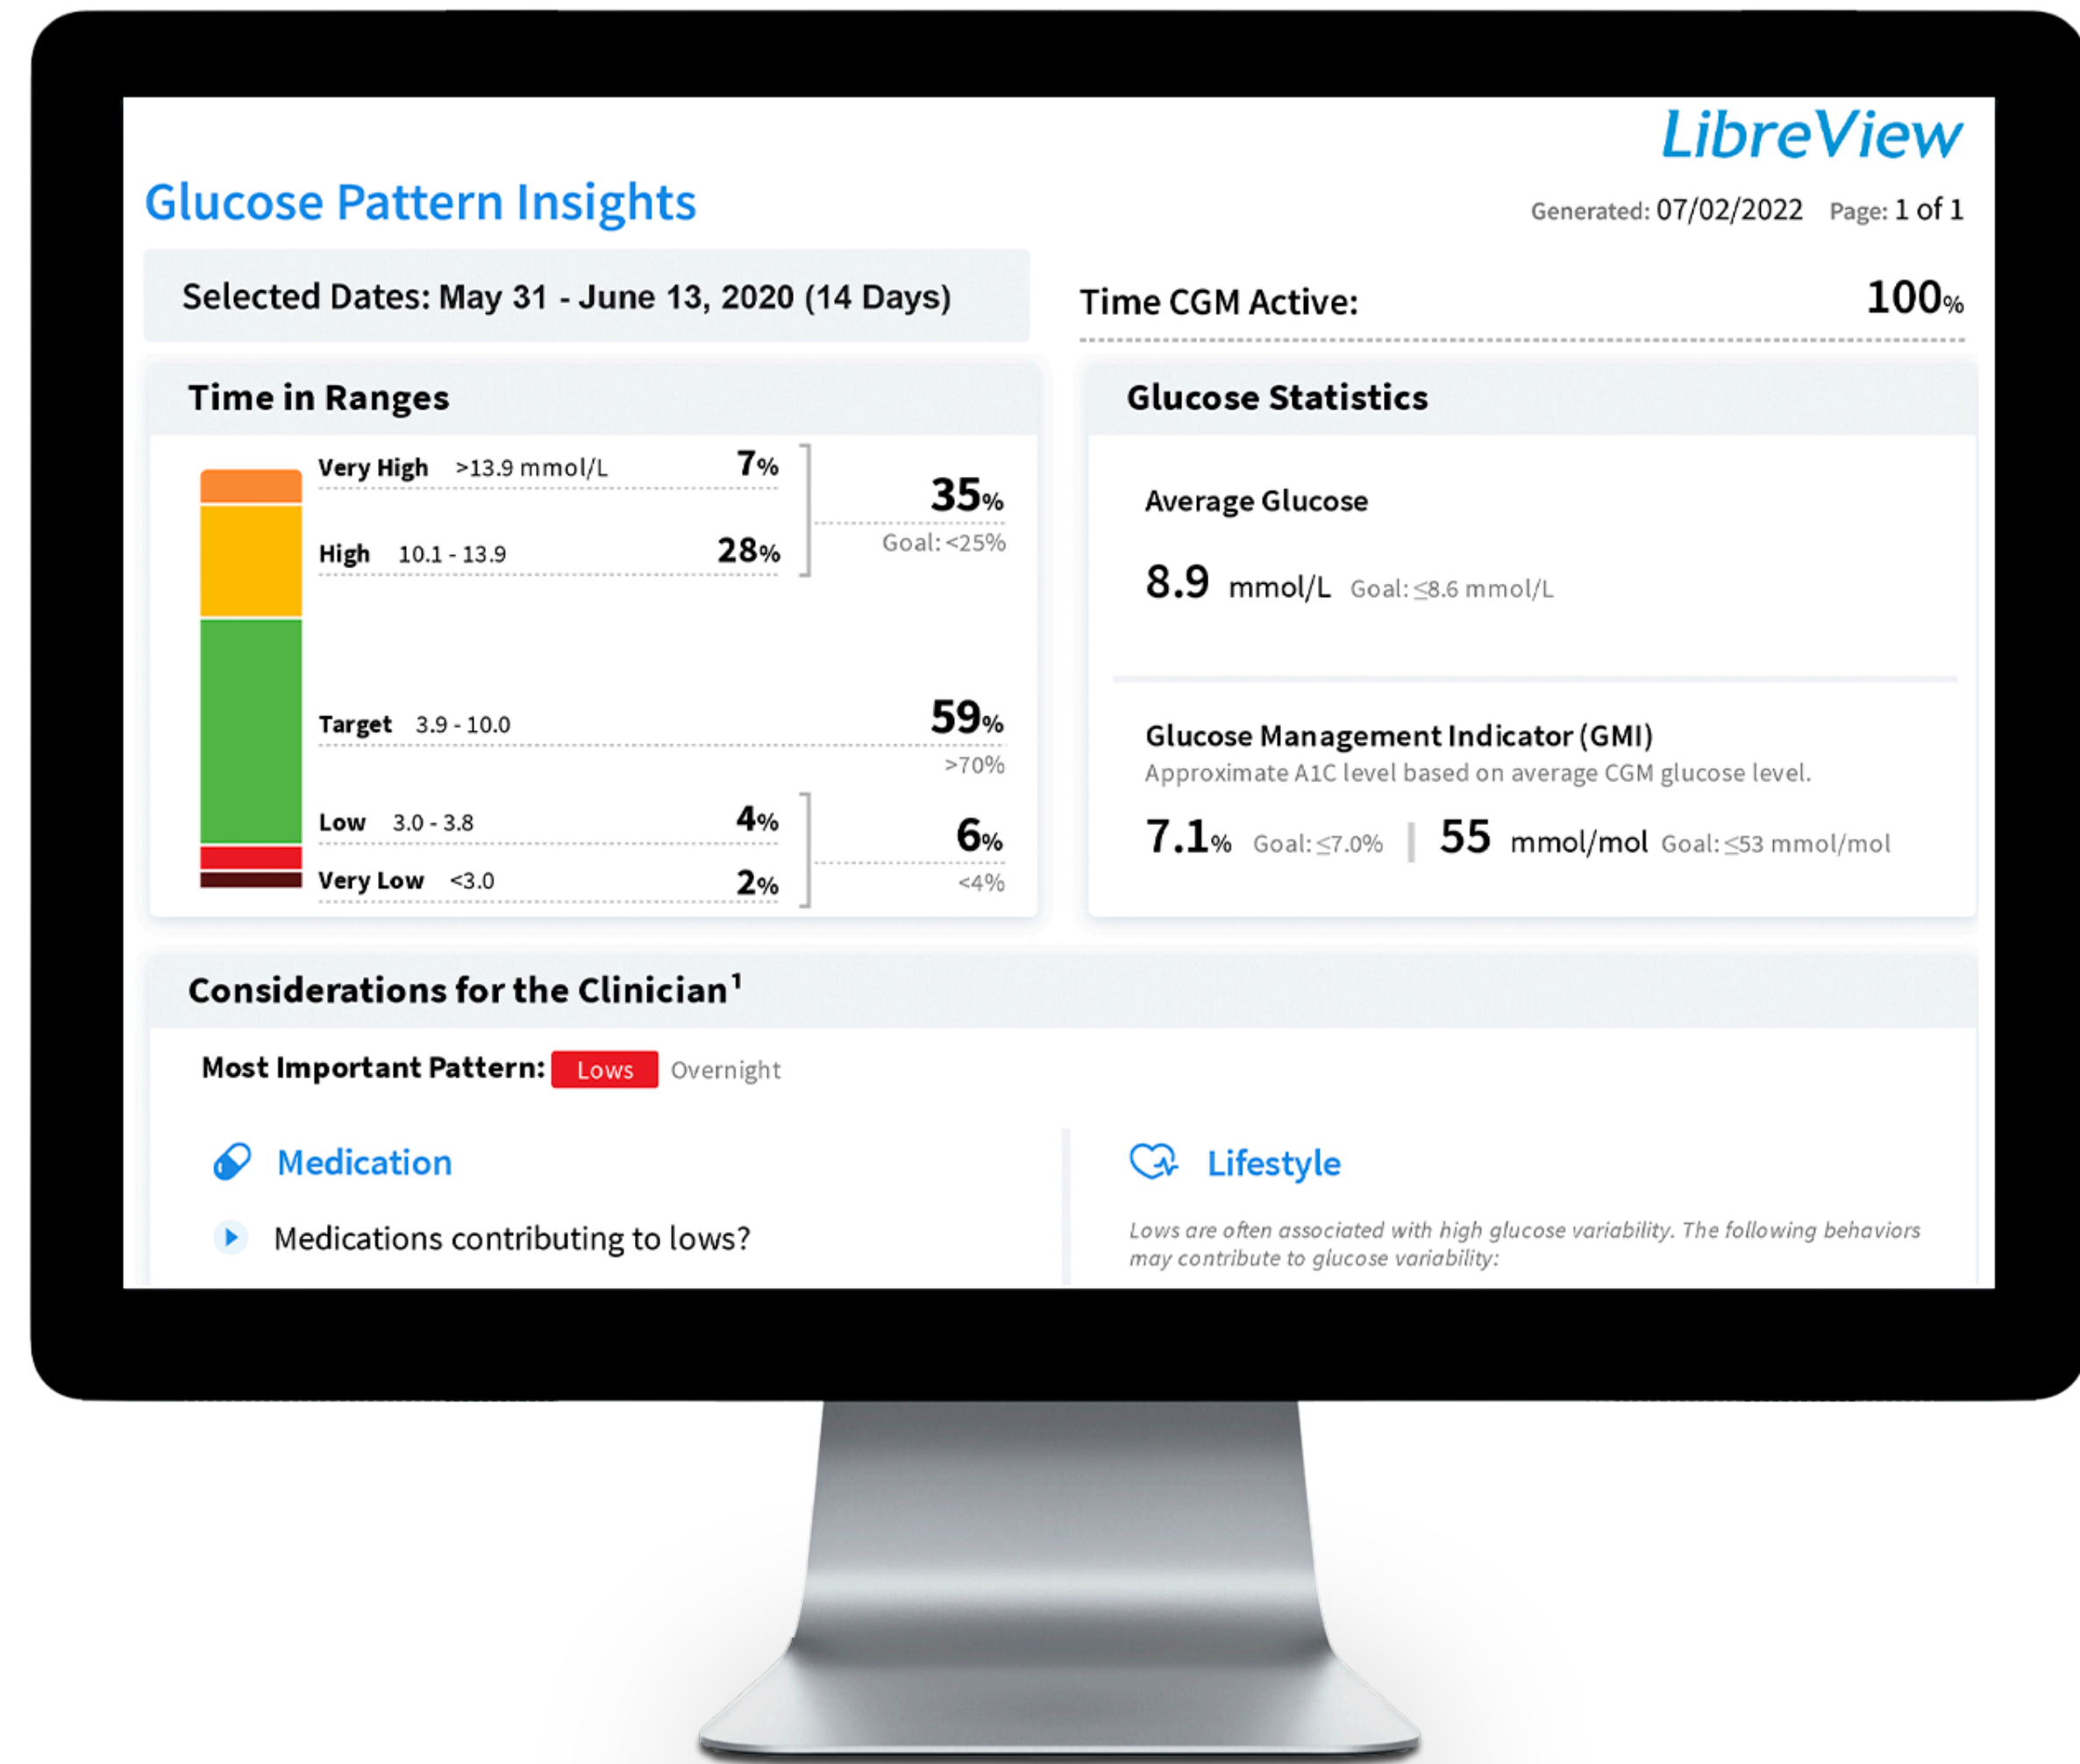 LibreView
Glucose Pattern Insights
Generated: 07/02/2022 Page: 1 of 1
Selected Dates: May 31 - June 13, 2020 (14 Days)
Time CGM Active: 100%
Time in Ranges
Very High >13.9 mmol/L 7%
High 10.1 - 13.9 28%
35%
Goal: <25%
Target 3.9 - 10.0 59%
>70%
Low 3.0 - 3.8 4%
Very Low <3.0 2%
6%
<4%
Glucose Statistics
Average Glucose
8.9 mmol/L Goal: ≤8.6 mmol/L
Glucose Management Indicator (GMI)
Approximate A1C level based on average CGM glucose level.
7.1% Goal: ≤7.0% | 55 mmol/mol Goal: ≤53 mmol/mol
Considerations for the Clinician¹
Most Important Pattern: Lows Overnight
Medication
Medications contributing to lows?
Lifestyle
Lows are often associated with high glucose variability. The following behaviors
may contribute to glucose variability: